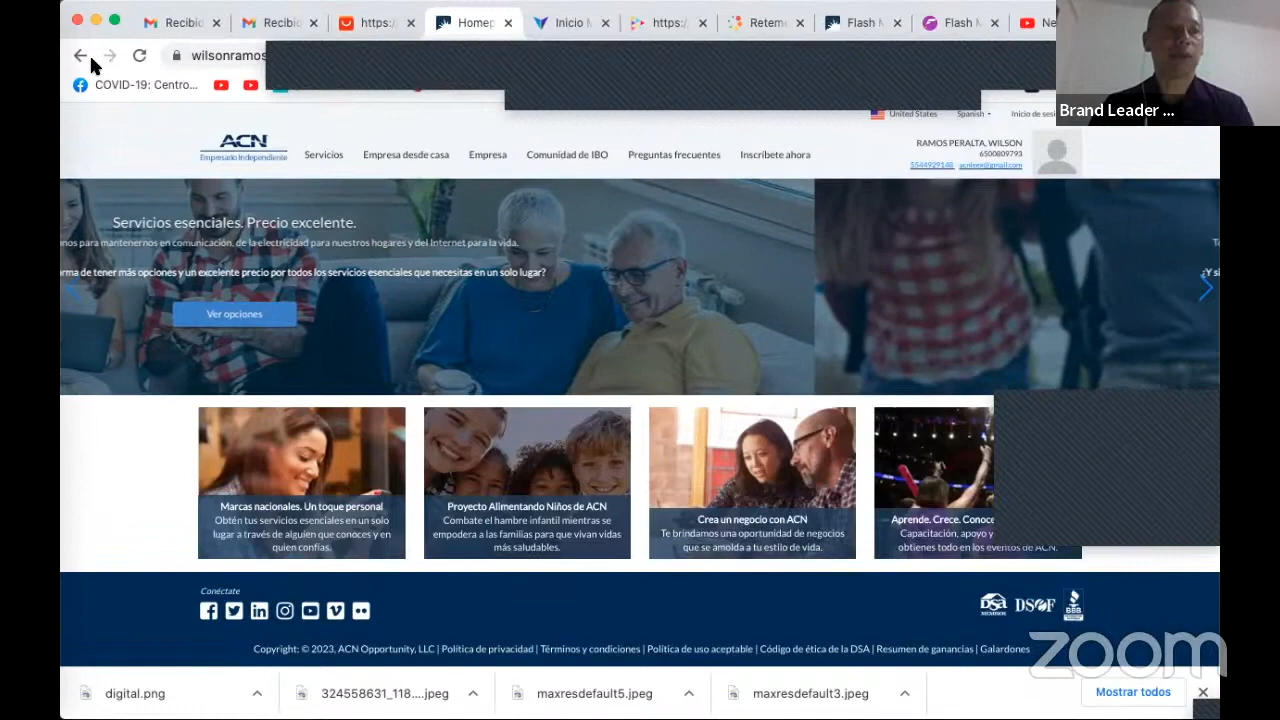 Recibid
Recibio
https:/
Homep
Inicio
https:/
Reteme
Flash M
Flash M
Ne
wilsonramos
COVID-19: Centro...
Brand Leader ...
United States
Spanish
Inicio de sesi
ACN
Empresario Independiente
Servicios
Empresa desde casa
Empresa
Comunidad de IBO
Preguntas frecuentes
Inscríbete ahora
RAMOS PERALTA, WILSON
6500809793
5544929148 acnleex@gmail.com
Servicios esenciales. Precio excelente.
nos para mantenernos en comunicación, de la electricidad para nuestros hogares y del Internet para la vida.
orma de tener más opciones y un excelente precio por todos los servicios esenciales que necesitas en un solo lugar?
¿Y si
Ver opciones
Marcas nacionales. Un toque personal
Obtén tus servicios esenciales en un solo
lugar a través de alguien que conoces y en
quien confías.
Proyecto Alimentando Niños de ACN
Combate el hambre infantil mientras se
empodera a las familias para que vivan vidas
más saludables.
Crea un negocio con ACN
Te brindamos una oportunidad de negocios
que se amolda a tu estilo de vida.
Aprende. Crece. Conoce
Capacitación, apoyo y
obtienes todo en los eventos de ACN.
Conéctate
DSA
MEMBER
DSEF
BBB
Copyright: © 2023, ACN Opportunity, LLC | Política de privacidad | Términos y condiciones | Política de uso aceptable | Código de ética de la DSA | Resumen de ganancias | Galardones
zoom
digital.png
324558631_118....jpeg
maxresdefault5.jpeg
maxresdefault3.jpeg
Mostrar todos